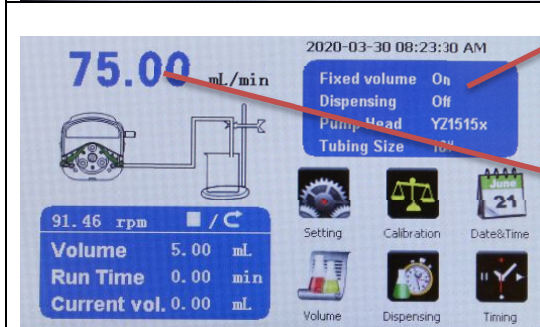 75.00 mL/min
2020-03-30 08:23:30 AM
Fixed volume On
Dispensing Off
Pump Head YZ1515x
Tubing Size
91.46 rpm
Volume 5.00 mL
Run Time 0.00 min
Current vol. 0.00 mL
Setting
Calibration
June
21
Date&Time
Volume
Dispensing
Timing